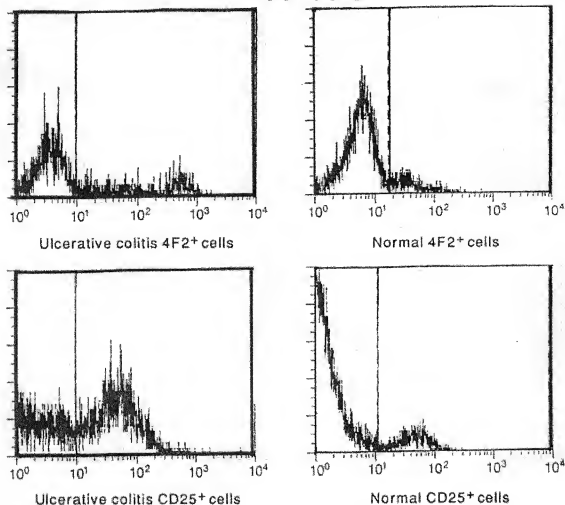 10⁰ 10¹ 10² 10³ 10⁴
Ulcerative colitis 4F2⁺ cells
10⁰ 10¹ 10² 10³ 10⁴
Normal 4F2⁺ cells
10⁰ 10¹ 10² 10³ 10⁴
Ulcerative colitis CD25⁺ cells
10⁰ 10¹ 10² 10³ 10⁴
Normal CD25⁺ cells